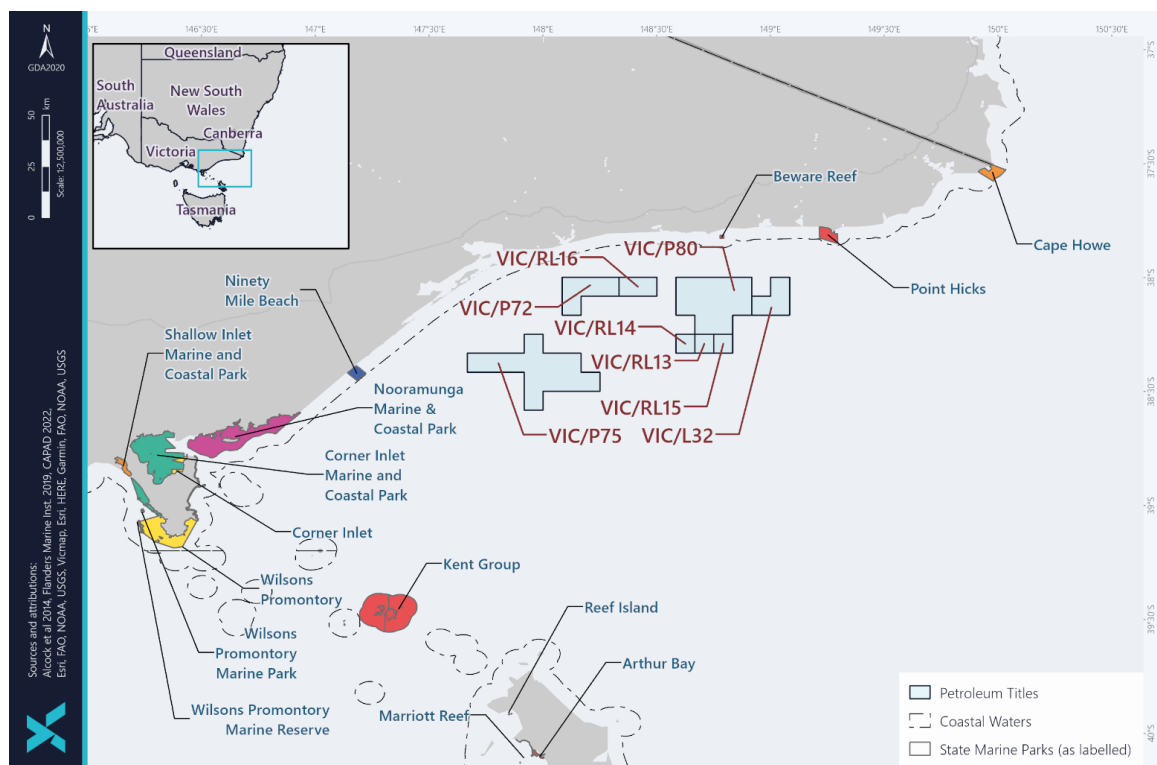 N
GDA2020
50
km
25
0
Scale: 1:2,500,000
Sources and attributions:
Alcock et al 2014, Flanders Marine Inst. 2019, CAPAD 2022,
Esri, FAO, NOAA, USGS, Vicmap, Esri, HERE, Garmin, FAO, NOAA, USGS
146°30'E
147°E
147°30'E
148°E
148°30'E
149°E
149°30'E
150°E
150°30'E
37°S
37°30'S
38°30'S
39°S
39°30'S
40°S
Queensland
South
Australia
New South
Wales
Canberra
Victoria
Tasmania
Beware Reef
Cape Howe
Point Hicks
VIC/P80
VIC/RL16
VIC/P72
VIC/RL14
VIC/RL13
VIC/RL15
VIC/P75
VIC/L32
Ninety
Mile Beach
Shallow Inlet
Marine and
Coastal Park
Nooramunga
Marine &
Coastal Park
Corner Inlet
Marine and
Coastal Park
Corner Inlet
Wilsons
Promontory
Wilsons
Promontory
Marine Park
Wilsons Promontory
Marine Reserve
Kent Group
Reef Island
Arthur Bay
Marriott Reef
Petroleum Titles
Coastal Waters
State Marine Parks (as labelled)